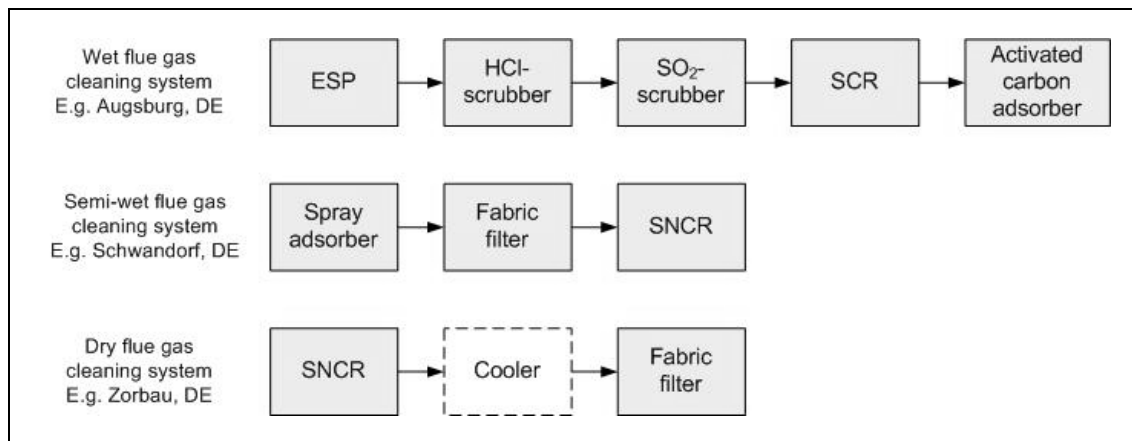 Wet flue gas
cleaning system
E.g. Augsburg, DE
ESP
HCl-
scrubber
SO₂-
scrubber
SCR
Activated
carbon
adsorber
Semi-wet flue gas
cleaning system
E.g. Schwandorf, DE
Spray
adsorber
Fabric
filter
SNCR
Dry flue gas
cleaning system
E.g. Zorbau, DE
SNCR
Cooler
Fabric
filter